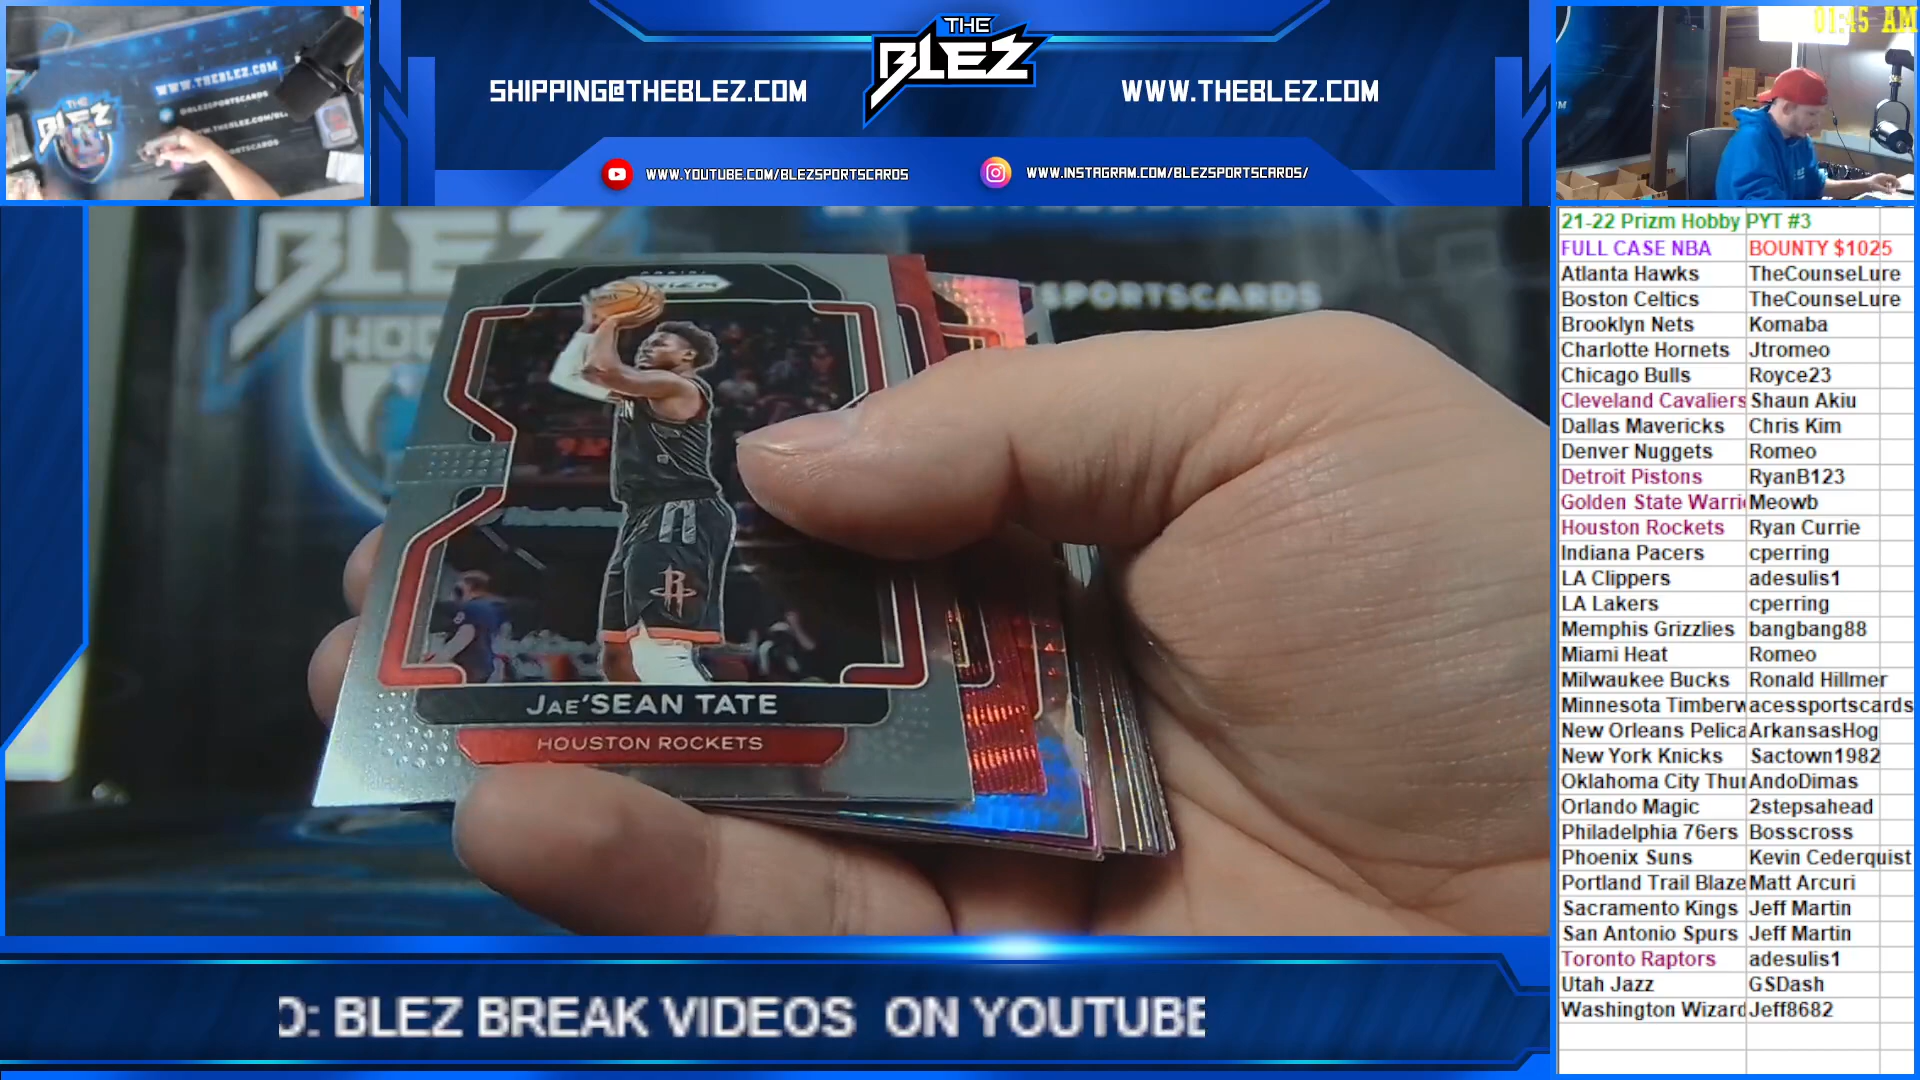 WWW.THEBLEZ.COM
@BLEZSPORTSCARDS
THE
BLEZ
SHIPPING@THEBLEZ.COM
THE
BLEZ
WWW.THEBLEZ.COM
WWW.YOUTUBE.COM/BLEZSPORTSCARDS
WWW.INSTAGRAM.COM/BLEZSPORTSCARDS/
01:45 AM
BLEZ
SPORTSCARDS
JAE'SEAN TATE
HOUSTON ROCKETS
O: BLEZ BREAK VIDEOS ON YOUTUBE
21-22 Prizm Hobby PYT #3
FULL CASE NBA BOUNTY $1025
Atlanta Hawks TheCounseLure
Boston Celtics TheCounseLure
Brooklyn Nets Komaba
Charlotte Hornets Jtromeo
Chicago Bulls Royce23
Cleveland Cavaliers Shaun Akiu
Dallas Mavericks Chris Kim
Denver Nuggets Romeo
Detroit Pistons RyanB123
Golden State Warri Meowb
Houston Rockets Ryan Currie
Indiana Pacers cperring
LA Clippers adesulis1
LA Lakers cperring
Memphis Grizzlies bangbang88
Miami Heat Romeo
Milwaukee Bucks Ronald Hillmer
Minnesota Timberw acessportscards
New Orleans Pelica ArkansasHog
New York Knicks Sactown1982
Oklahoma City Thu AndoDimas
Orlando Magic 2stepsahead
Philadelphia 76ers Bosscross
Phoenix Suns Kevin Cederquist
Portland Trail Blaze Matt Arcuri
Sacramento Kings Jeff Martin
San Antonio Spurs Jeff Martin
Toronto Raptors adesulis1
Utah Jazz GSDash
Washington Wizard Jeff8682